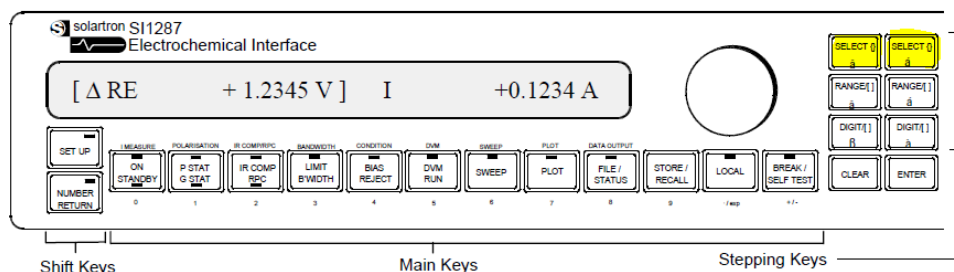 solartron SI1287
Electrochemical Interface
[ Δ RE + 1.2345 V ] I +0.1234 A
SELECT {} à
SELECT {} á
RANGE/[ ] â
RANGE/[ ] á
DIGIT/[ ] ß
DIGIT/[ ] à
CLEAR
ENTER
SET UP
NUMBER
RETURN
I MEASURE POLARISATION IR COMP/RPC BANDWIDTH CONDITION DVM SWEEP PLOT DATA OUTPUT
ON
STANDBY
P STAT
G STAT
IR COMP
RPC
LIMIT
B'WIDTH
BIAS
REJECT
DVM
RUN
SWEEP
PLOT
FILE /
STATUS
STORE /
RECALL
LOCAL
BREAK /
SELF TEST
0 1 2 3 4 5 6 7 8 9 - / exp + / -
Shift Keys
Main Keys
Stepping Keys